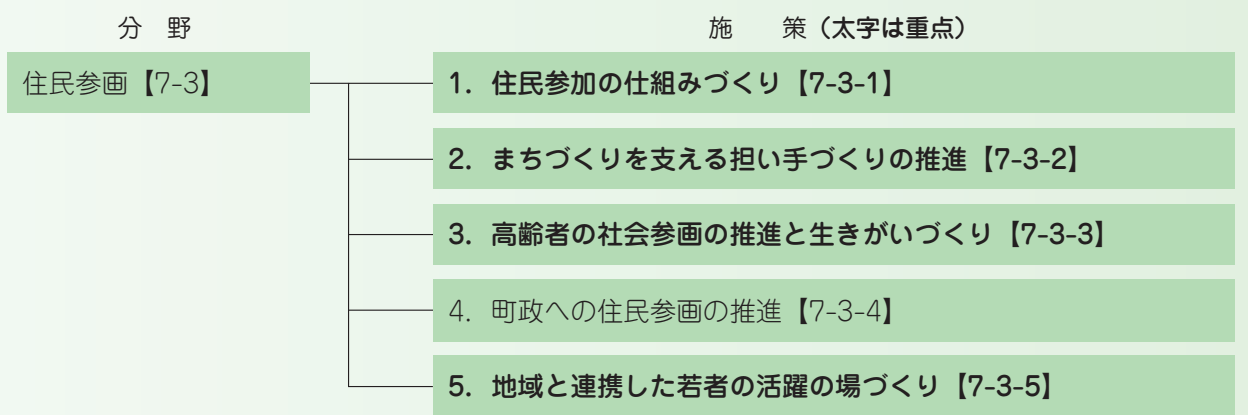 分　野
施　　策（太字は重点）
住民参画【7-3】
1. 住民参加の仕組みづくり【7-3-1】
2. まちづくりを支える担い手づくりの推進【7-3-2】
3. 高齢者の社会参画の推進と生きがいづくり【7-3-3】
4. 町政への住民参画の推進【7-3-4】
5. 地域と連携した若者の活躍の場づくり【7-3-5】